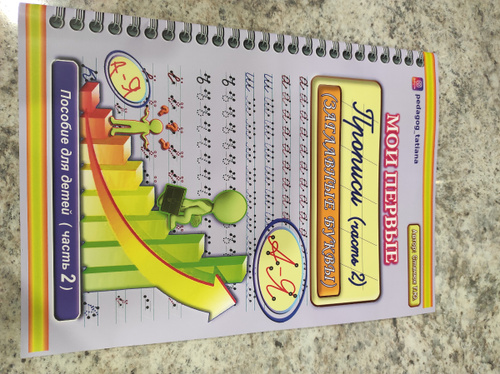 pedagog_tatiana
МОИ ПЕРВЫЕ
Прописи (часть 2)
(ЗАГЛАВНЫЕ БУКВЫ)
А-Я
А-Я
Пособие для детей (часть 2)